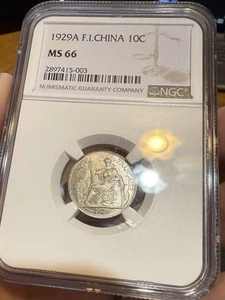 1929A F.I.CHINA 10C
MS 66
2897415-003
NUMISMATIC GUARANTY COMPANY
NGC